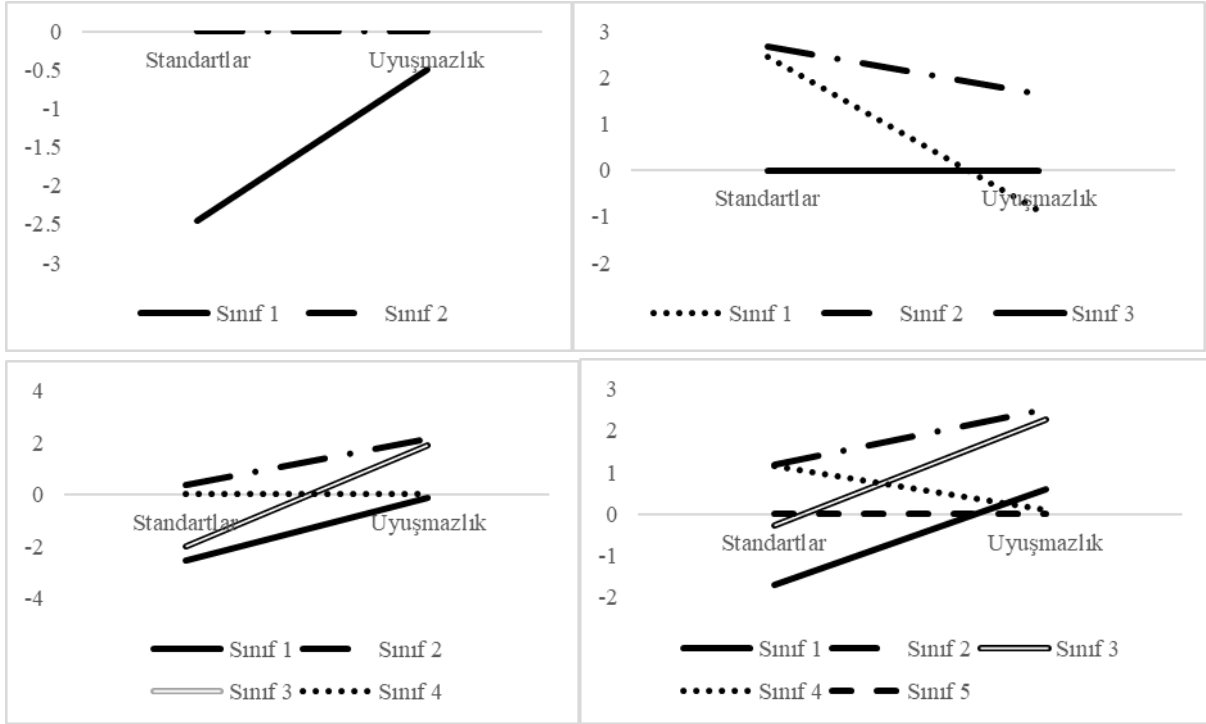 0
Standartlar Uyuşmazlık
-0.5
-1
-1.5
-2
-2.5
-3
Sınıf 1 Sınıf 2
3
2
1
0
Standartlar Uyuşmazlık
-1
-2
Sınıf 1 Sınıf 2 Sınıf 3
4
2
0
Standartlar Uyuşmazlık
-2
-4
Sınıf 1 Sınıf 2
Sınıf 3 Sınıf 4
3
2
1
0
Standartlar Uyuşmazlık
-1
-2
Sınıf 1 Sınıf 2 Sınıf 3
Sınıf 4 Sınıf 5